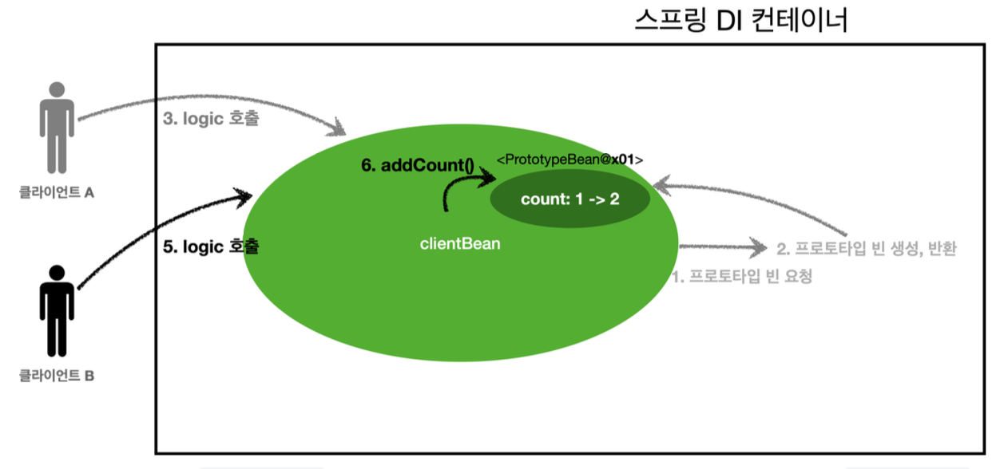 스프링 DI 컨테이너
3. logic 호출
클라이언트 A
6. addCount()
<PrototypeBean@x01>
count: 1 -> 2
5. logic 호출
clientBean
2. 프로토타입 빈 생성, 반환
1. 프로토타입 빈 요청
클라이언트 B